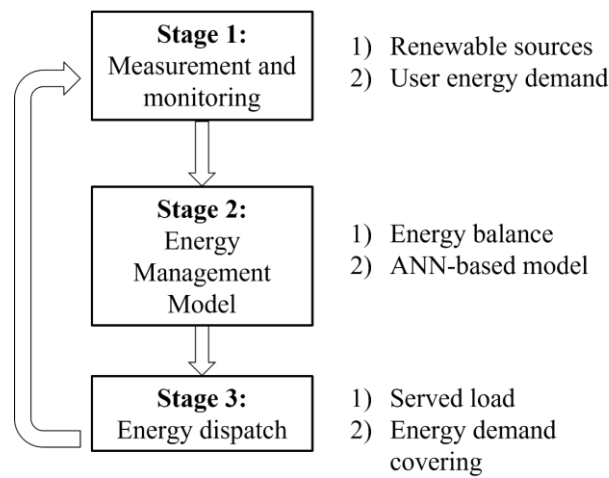 Stage 1:
Measurement and
monitoring
1) Renewable sources
2) User energy demand
Stage 2:
Energy
Management
Model
1) Energy balance
2) ANN-based model
Stage 3:
Energy dispatch
1) Served load
2) Energy demand
covering